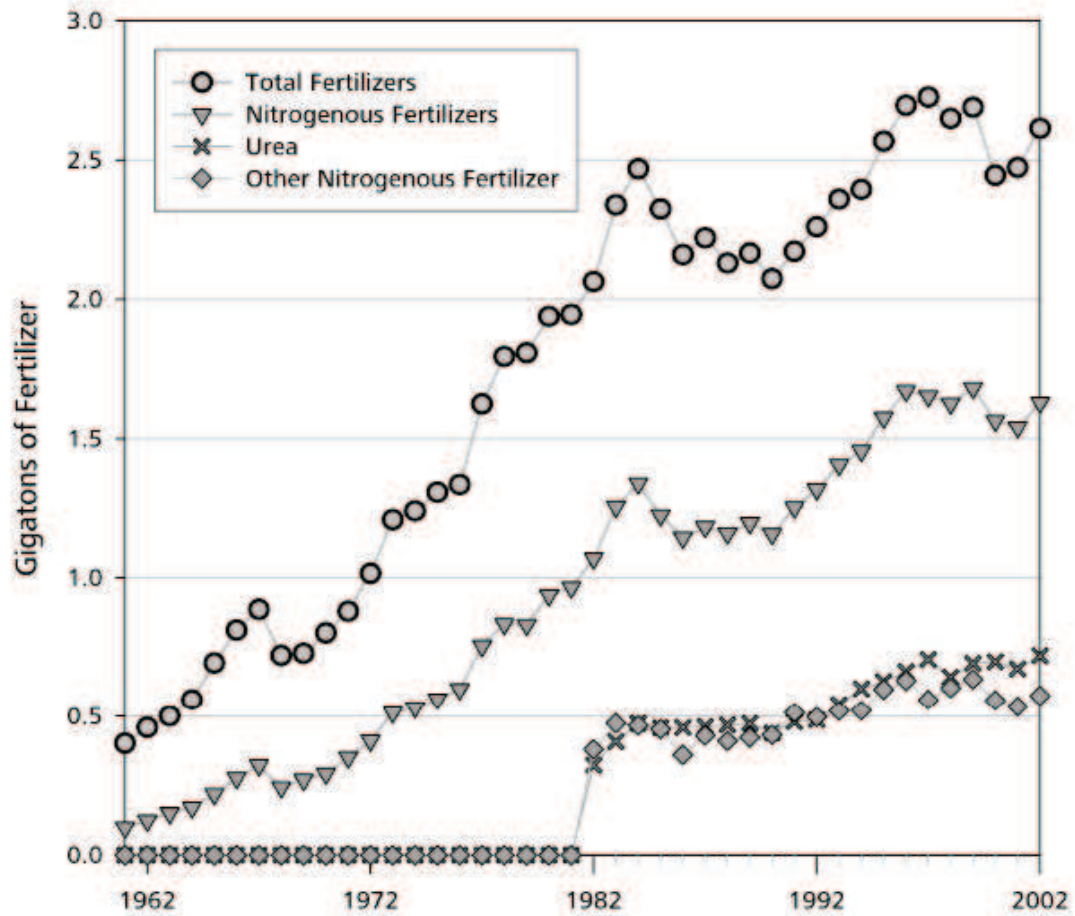 3.0
Total Fertilizers
Nitrogenous Fertilizers
Urea
Other Nitrogenous Fertilizer
2.5
2.0
1.5
1.0
0.5
0.0
Gigatons of Fertilizer
1962 1972 1982 1992 2002